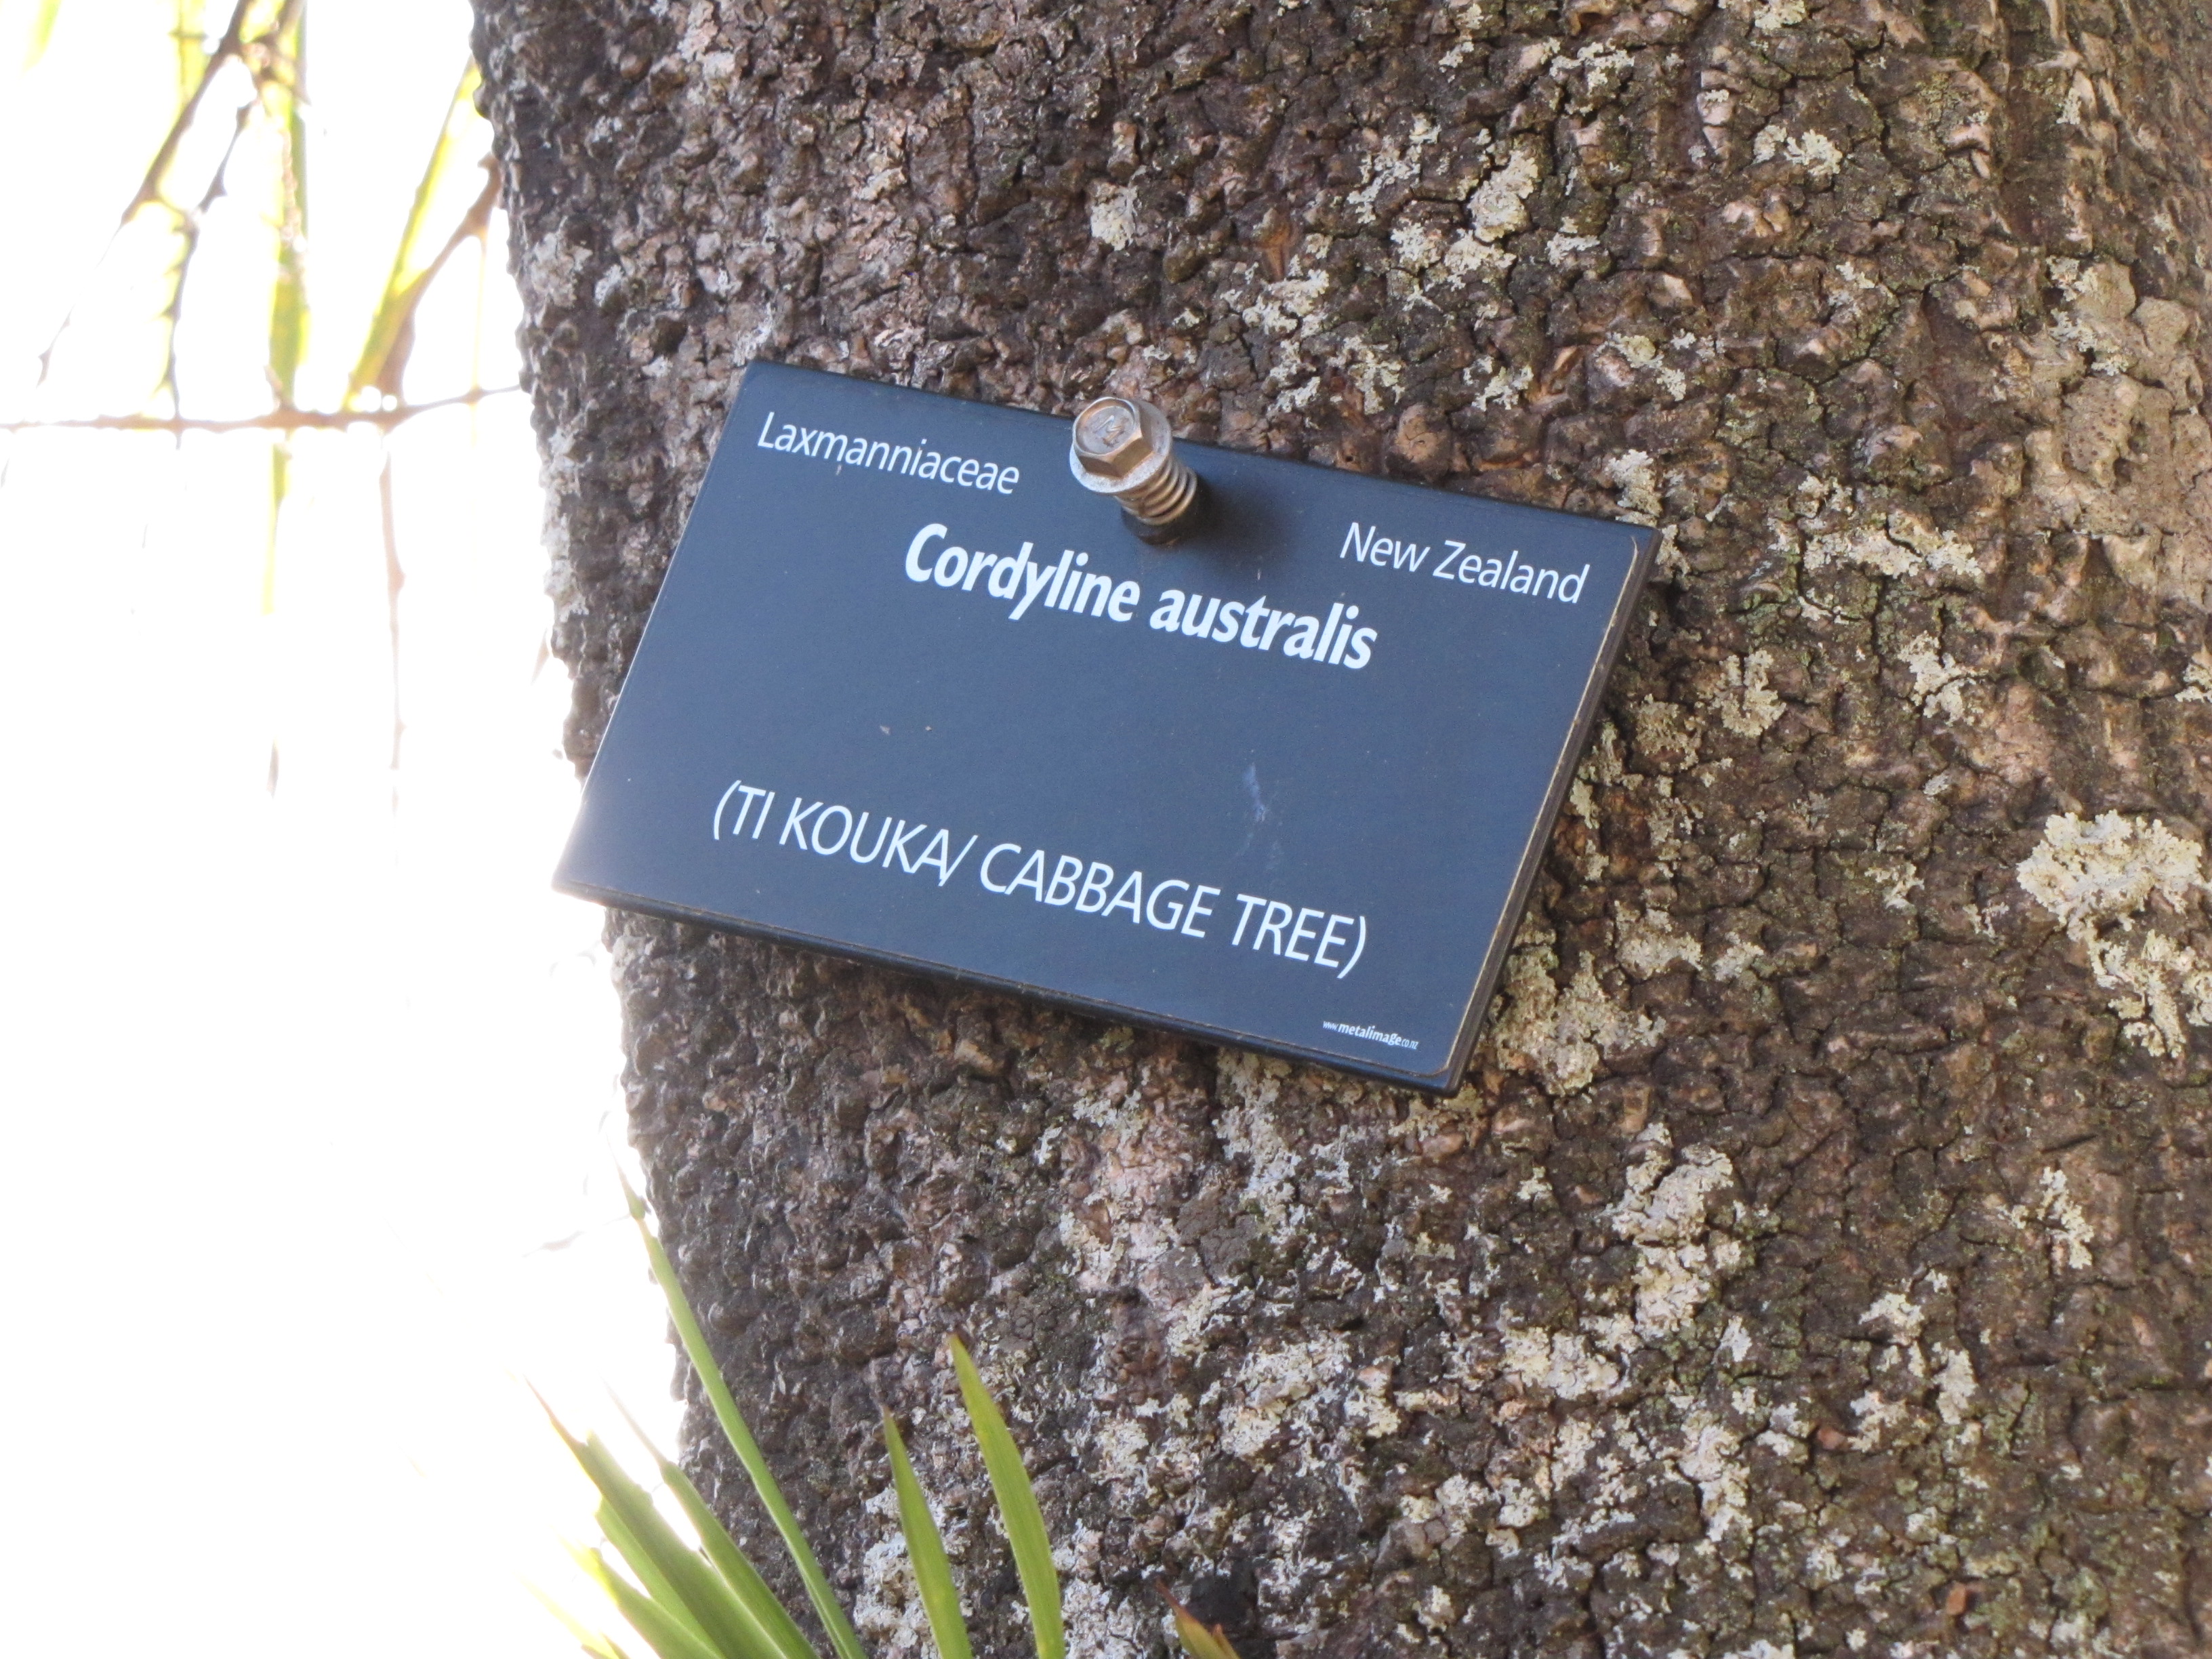 Laxmanniaceae
New Zealand
Cordyline australis
(TI KOUKA/ CABBAGE TREE)
www.metalimage.co.nz